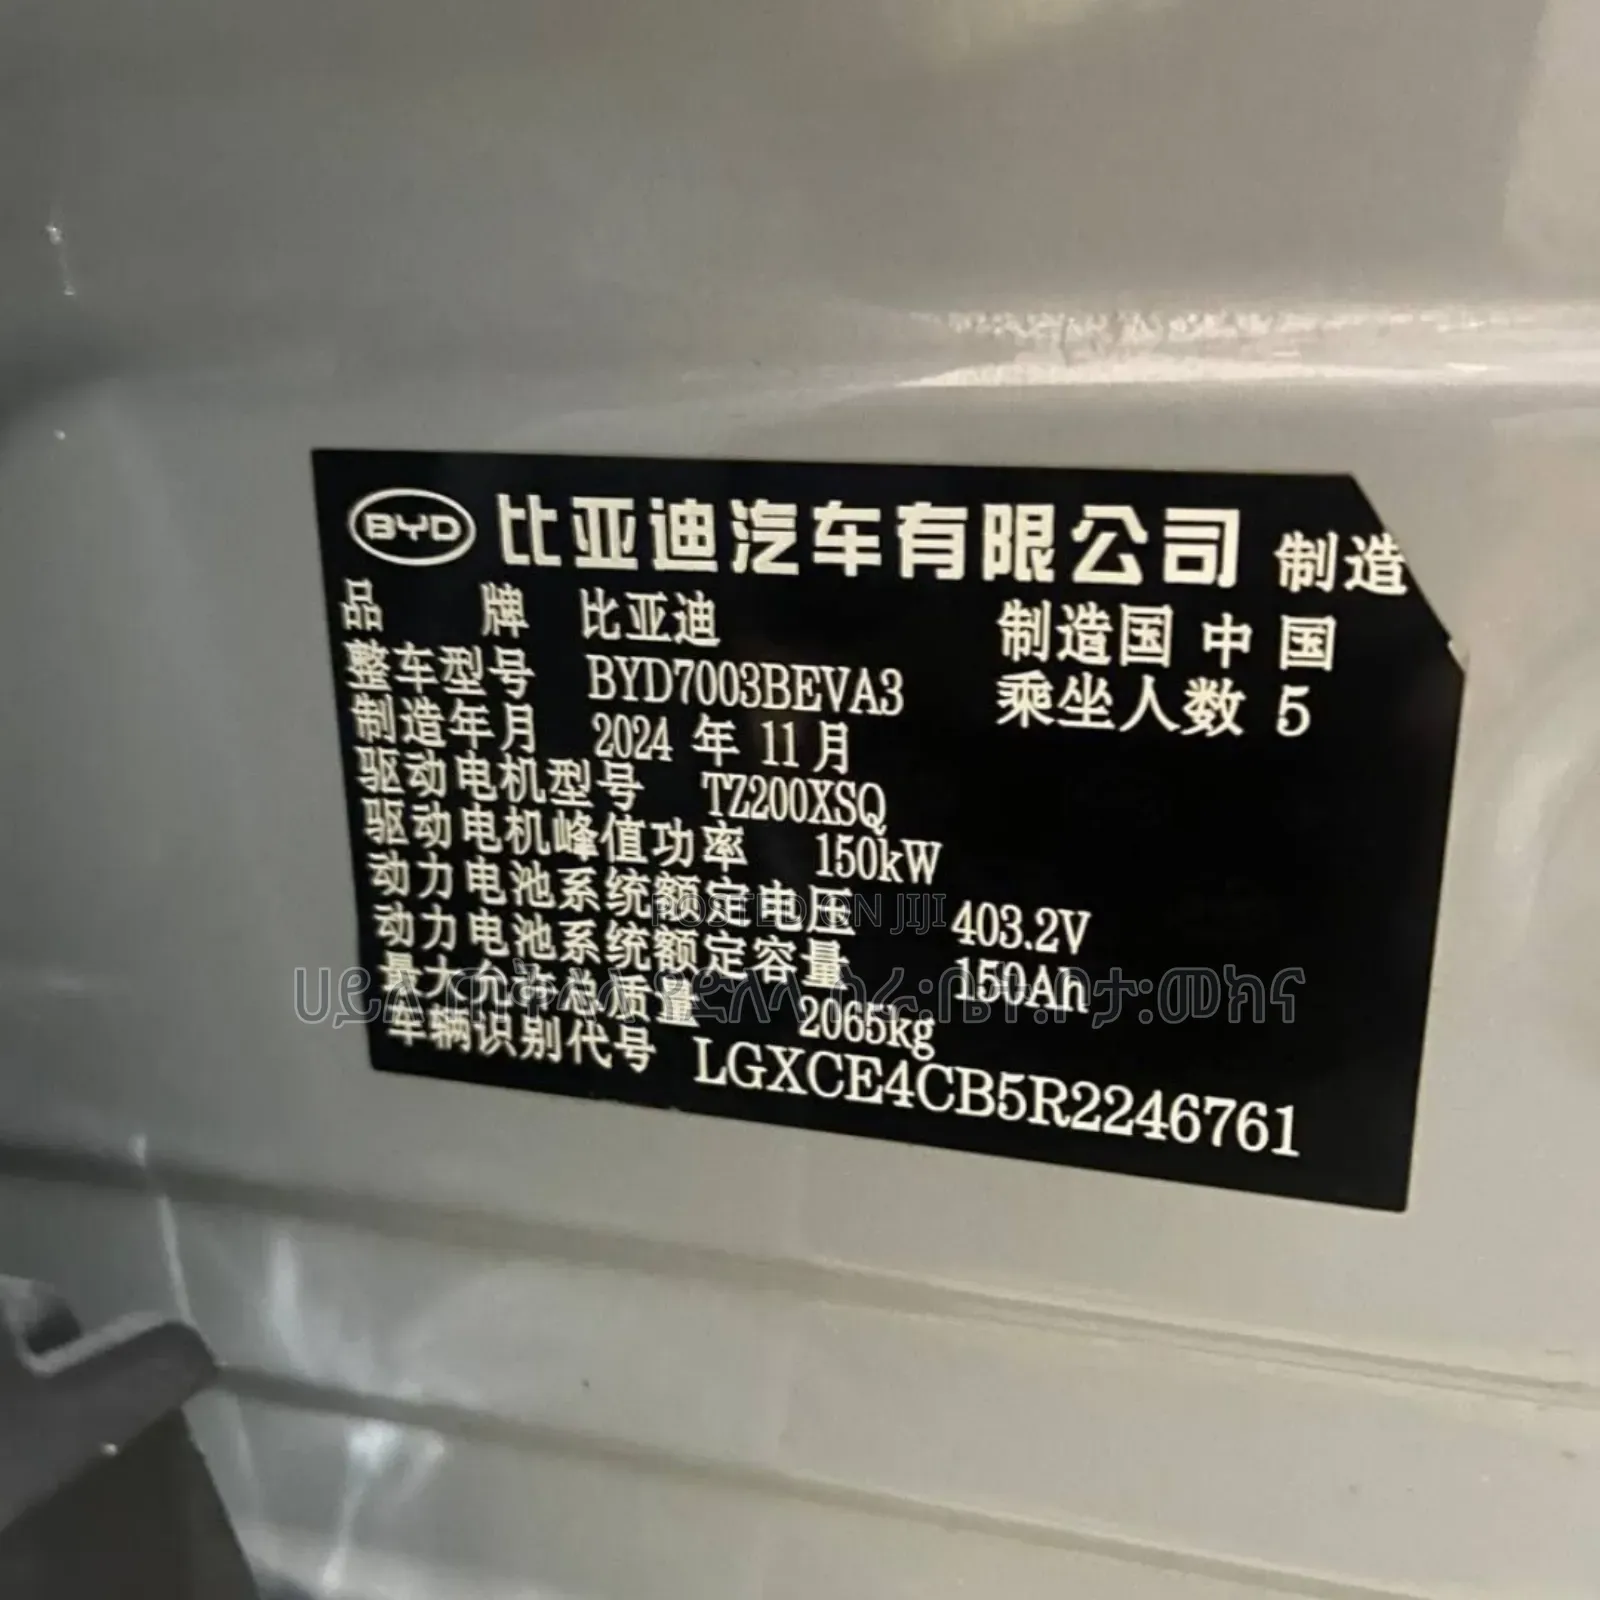 BYD 比亚迪汽车有限公司 制造
品 牌 比亚迪 制造国 中国
整车型号 BYD7003BEVA3 乘坐人数 5
制造年月 2024 年 11 月
驱动电机型号 TZ200XSQ
驱动电机峰值功率 150kW
动力电池系统额定电压 403.2V
POSTED ON JIJI
动力电池系统额定容量 150Ah
最大允许总质量 2065kg
车辆识别代号 LGXCE4CB5R2246761